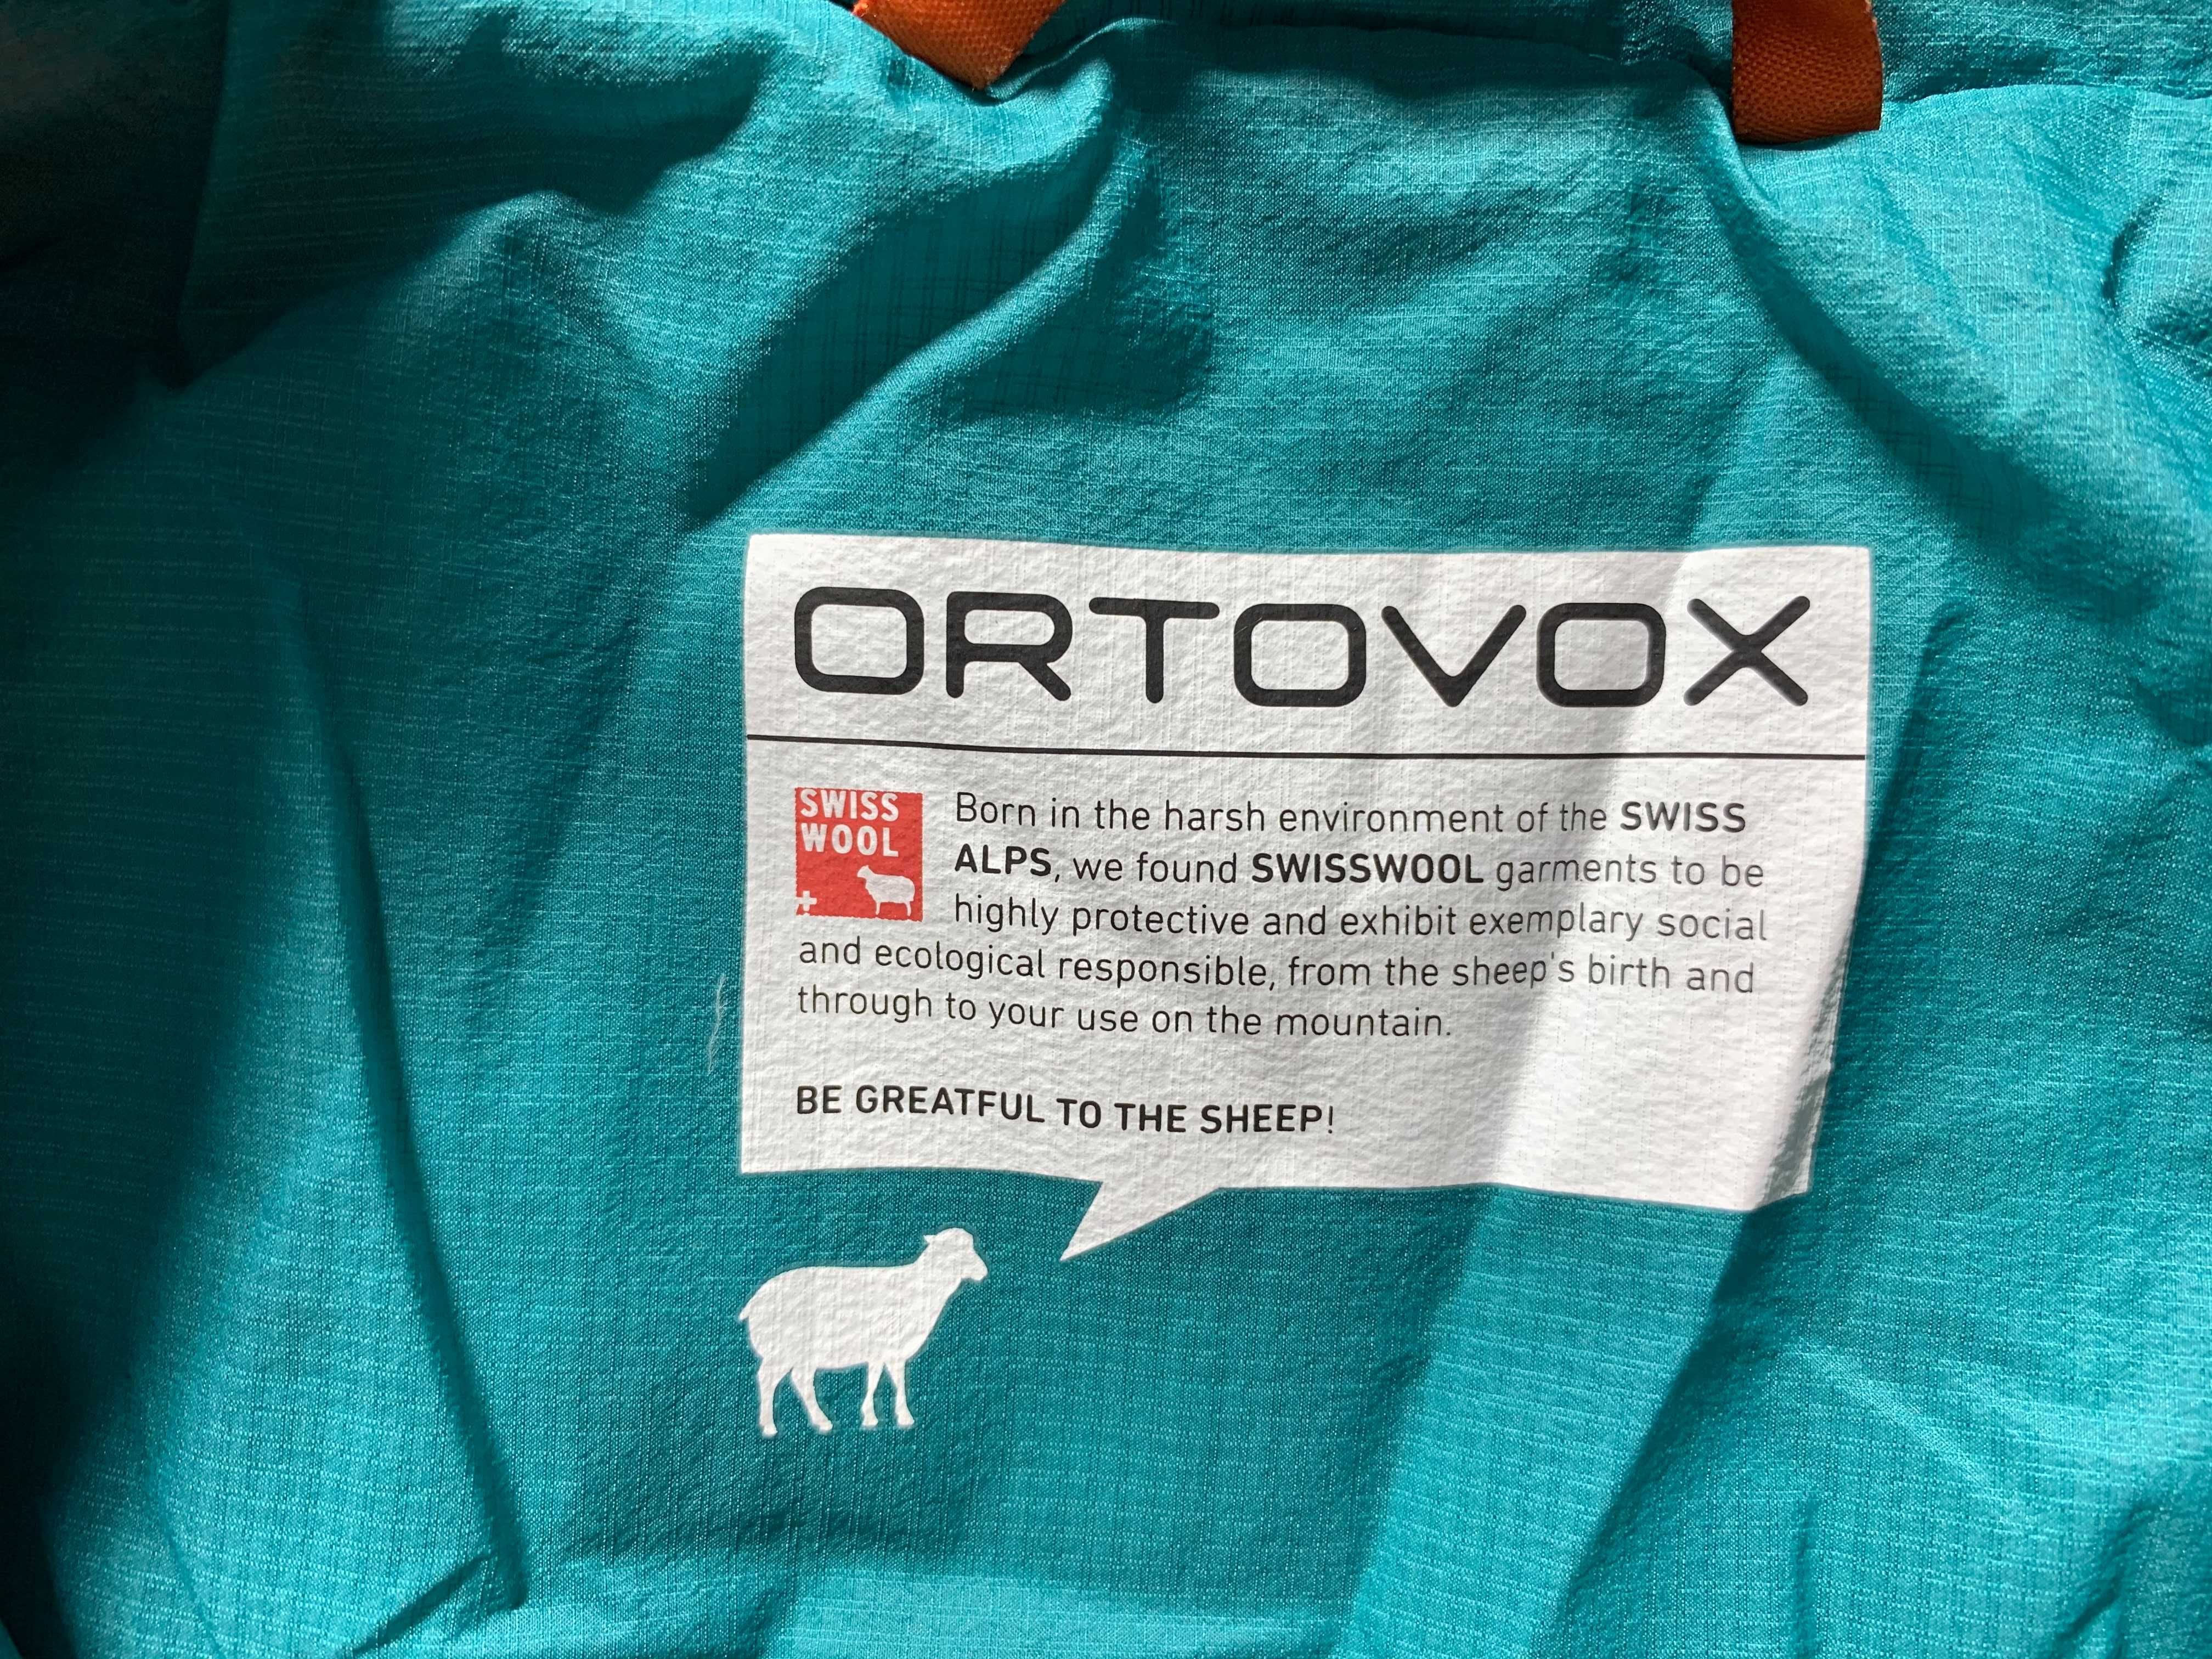 ORTOVOX
SWISS
WOOL
Born in the harsh environment of the SWISS
ALPS, we found SWISSWOOL garments to be
highly protective and exhibit exemplary social
and ecological responsible, from the sheep's birth and
through to your use on the mountain.
BE GREATFUL TO THE SHEEP!